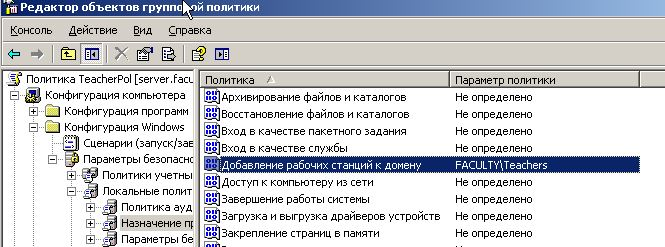 Редактор объектов групповой политики
Консоль Действие Вид Справка
Политика TeacherPol [server.facu
Конфигурация компьютера
Конфигурация программ
Конфигурация Windows
Сценарии (запуск/зав
Параметры безопасно
Политики учетны
Локальные полит
Политика ауд
Назначение п
Параметры бе
Политика Параметр политики
Архивирование файлов и каталогов Не определено
Восстановление файлов и каталогов Не определено
Вход в качестве пакетного задания Не определено
Вход в качестве службы Не определено
Добавление рабочих станций к домену FACULTY\Teachers
Доступ к компьютеру из сети Не определено
Завершение работы системы Не определено
Загрузка и выгрузка драйверов устройств Не определено
Закрепление страниц в памяти Не определено